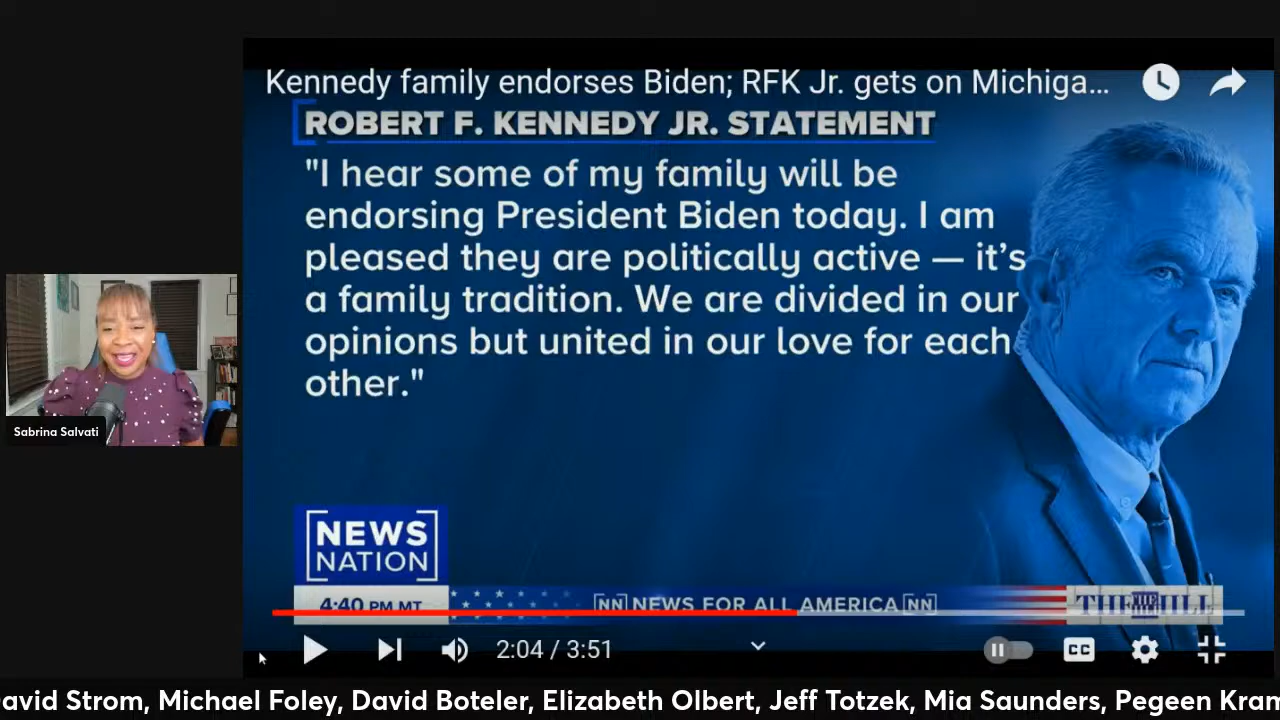 Kennedy family endorses Biden; RFK Jr. gets on Michiga...
ROBERT F. KENNEDY JR. STATEMENT
"I hear some of my family will be
endorsing President Biden today. I am
pleased they are politically active — it's
a family tradition. We are divided in our
opinions but united in our love for each
other."
Sabrina Salvati
NEWS
NATION
4:40 PM MT
NN NEWS FOR ALL AMERICA NN
THE HILL
2:04 / 3:51
CC
avid Strom, Michael Foley, David Boteler, Elizabeth Olbert, Jeff Totzek, Mia Saunders, Pegeen Kran